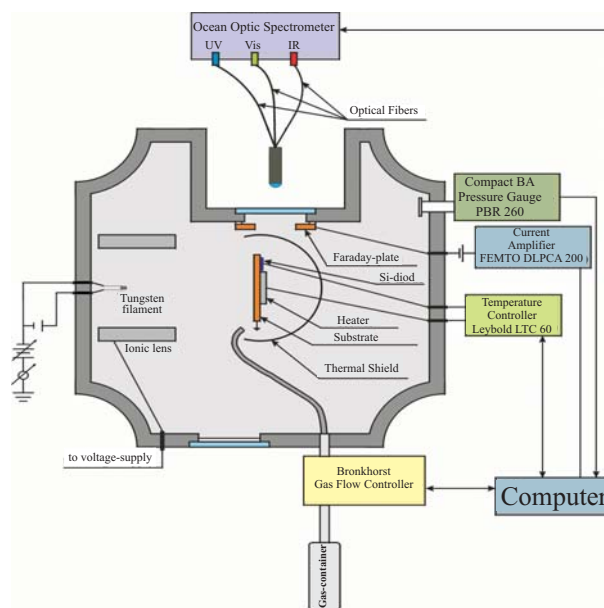 Ocean Optic Spectrometer
UV Vis IR
Optical Fibers
Compact BA
Pressure Gauge
PBR 260
Current
Amplifier
FEMTO DLPCA 200
Faraday-plate
Si-diod
Tungsten
filament
Heater
Temperature
Controller
Leybold LTC 60
Substrate
Ionic lens
Thermal Shield
to voltage-supply
Bronkhorst
Gas Flow Controller
Computer
Gas-container